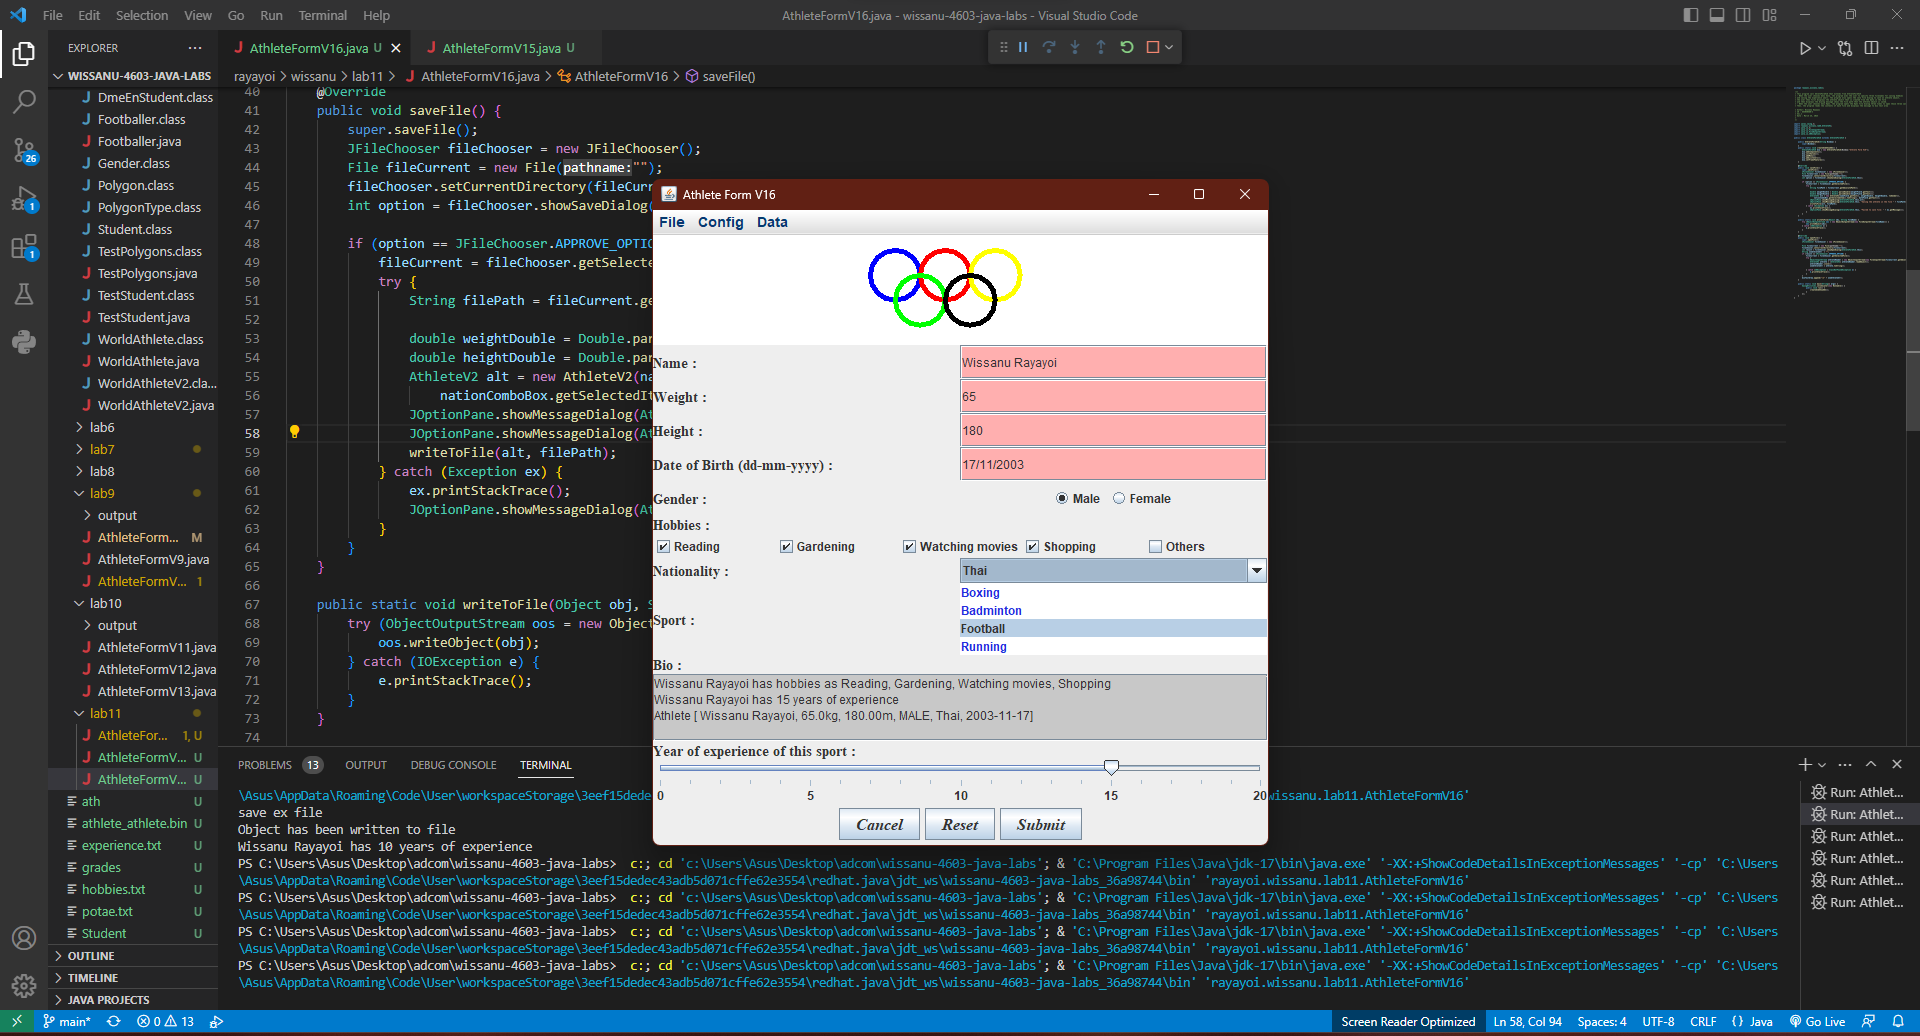 File Edit Selection View Go Run Terminal Help
AthleteFormV16.java - wissanu-4603-java-labs - Visual Studio Code
EXPLORER
WISSANU-4603-JAVA-LABS
DmeEnStudent.class
Footballer.class
Footballer.java
Gender.class
Polygon.class
PolygonType.class
Student.class
TestPolygons.class
TestPolygons.java
TestStudent.class
TestStudent.java
WorldAthlete.class
WorldAthlete.java
WorldAthleteV2.cla...
WorldAthleteV2.java
lab6
lab7
lab8
lab9
output
AthleteForm... M
AthleteFormV9.java
AthleteFormV... 1
lab10
output
AthleteFormV11.java
AthleteFormV12.java
AthleteFormV13.java
lab11
AthleteFor... 1, U
AthleteFormV... U
AthleteFormV... U
ath U
athlete_athlete.bin U
experience.txt U
grades U
hobbies.txt U
potae.txt U
Student U
OUTLINE
TIMELINE
JAVA PROJECTS
26
1
1
AthleteFormV16.java U
AthleteFormV15.java U
rayayoi > wissanu > lab11 > AthleteFormV16.java > AthleteFormV16 > saveFile()
40 @Override
41 public void saveFile() {
42 super.saveFile();
43 JFileChooser fileChooser = new JFileChooser();
44 File fileCurrent = new File(pathname:"");
45 fileChooser.setCurrentDirectory(fileCurr
46 int option = fileChooser.showSaveDialog(
47
48 if (option == JFileChooser.APPROVE_OPTIO
49 fileCurrent = fileChooser.getSelecte
50 try {
51 String filePath = fileCurrent.ge
52
53 double weightDouble = Double.par
54 double heightDouble = Double.par
55 AthleteV2 alt = new AthleteV2(na
56 nationComboBox.getSelectedIt
57 JOptionPane.showMessageDialog(At
58 JOptionPane.showMessageDialog(At
59 writeToFile(alt, filePath);
60 } catch (Exception ex) {
61 ex.printStackTrace();
62 JOptionPane.showMessageDialog(At
63 }
64 }
65 }
66
67 public static void writeToFile(Object obj, S
68 try (ObjectOutputStream oos = new Object
69 oos.writeObject(obj);
70 } catch (IOException e) {
71 e.printStackTrace();
72 }
73 }
74
Athlete Form V16
File Config Data
Name : Wissanu Rayayoi
Weight : 65
Height : 180
Date of Birth (dd-mm-yyyy) : 17/11/2003
Gender : Male Female
Hobbies :
Reading Gardening Watching movies Shopping Others
Nationality : Thai
Sport :
Boxing
Badminton
Football
Running
Bio :
Wissanu Rayayoi has hobbies as Reading, Gardening, Watching movies, Shopping
Wissanu Rayayoi has 15 years of experience
Athlete [ Wissanu Rayayoi, 65.0kg, 180.00m, MALE, Thai, 2003-11-17]
Year of experience of this sport :
0 5 10 15 20
Cancel Reset Submit
PROBLEMS 13 OUTPUT DEBUG CONSOLE TERMINAL
\Asus\AppData\Roaming\Code\User\workspaceStorage\3eef15dede wissanu.lab11.AthleteFormV16'
save ex file
Object has been written to file
Wissanu Rayayoi has 10 years of experience
PS C:\Users\Asus\Desktop\adcom\wissanu-4603-java-labs> c:; cd 'c:\Users\Asus\Desktop\adcom\wissanu-4603-java-labs'; & 'C:\Program Files\Java\jdk-17\bin\java.exe' '-XX:+ShowCodeDetailsInExceptionMessages' '-cp' 'C:\Users
\Asus\AppData\Roaming\Code\User\workspaceStorage\3eef15dedec43adb5d071cffe62e3554\redhat.java\jdt_ws\wissanu-4603-java-labs_36a98744\bin' 'rayayoi.wissanu.lab11.AthleteFormV16'
PS C:\Users\Asus\Desktop\adcom\wissanu-4603-java-labs> c:; cd 'c:\Users\Asus\Desktop\adcom\wissanu-4603-java-labs'; & 'C:\Program Files\Java\jdk-17\bin\java.exe' '-XX:+ShowCodeDetailsInExceptionMessages' '-cp' 'C:\Users
\Asus\AppData\Roaming\Code\User\workspaceStorage\3eef15dedec43adb5d071cffe62e3554\redhat.java\jdt_ws\wissanu-4603-java-labs_36a98744\bin' 'rayayoi.wissanu.lab11.AthleteFormV16'
PS C:\Users\Asus\Desktop\adcom\wissanu-4603-java-labs> c:; cd 'c:\Users\Asus\Desktop\adcom\wissanu-4603-java-labs'; & 'C:\Program Files\Java\jdk-17\bin\java.exe' '-XX:+ShowCodeDetailsInExceptionMessages' '-cp' 'C:\Users
\Asus\AppData\Roaming\Code\User\workspaceStorage\3eef15dedec43adb5d071cffe62e3554\redhat.java\jdt_ws\wissanu-4603-java-labs_36a98744\bin' 'rayayoi.wissanu.lab11.AthleteFormV16'
PS C:\Users\Asus\Desktop\adcom\wissanu-4603-java-labs> c:; cd 'c:\Users\Asus\Desktop\adcom\wissanu-4603-java-labs'; & 'C:\Program Files\Java\jdk-17\bin\java.exe' '-XX:+ShowCodeDetailsInExceptionMessages' '-cp' 'C:\Users
\Asus\AppData\Roaming\Code\User\workspaceStorage\3eef15dedec43adb5d071cffe62e3554\redhat.java\jdt_ws\wissanu-4603-java-labs_36a98744\bin' 'rayayoi.wissanu.lab11.AthleteFormV16'
Run: Athlet...
Run: Athlet...
Run: Athlet...
Run: Athlet...
Run: Athlet...
Run: Athlet...
main* 0 13 Screen Reader Optimized Ln 58, Col 94 Spaces: 4 UTF-8 CRLF {} Java Go Live